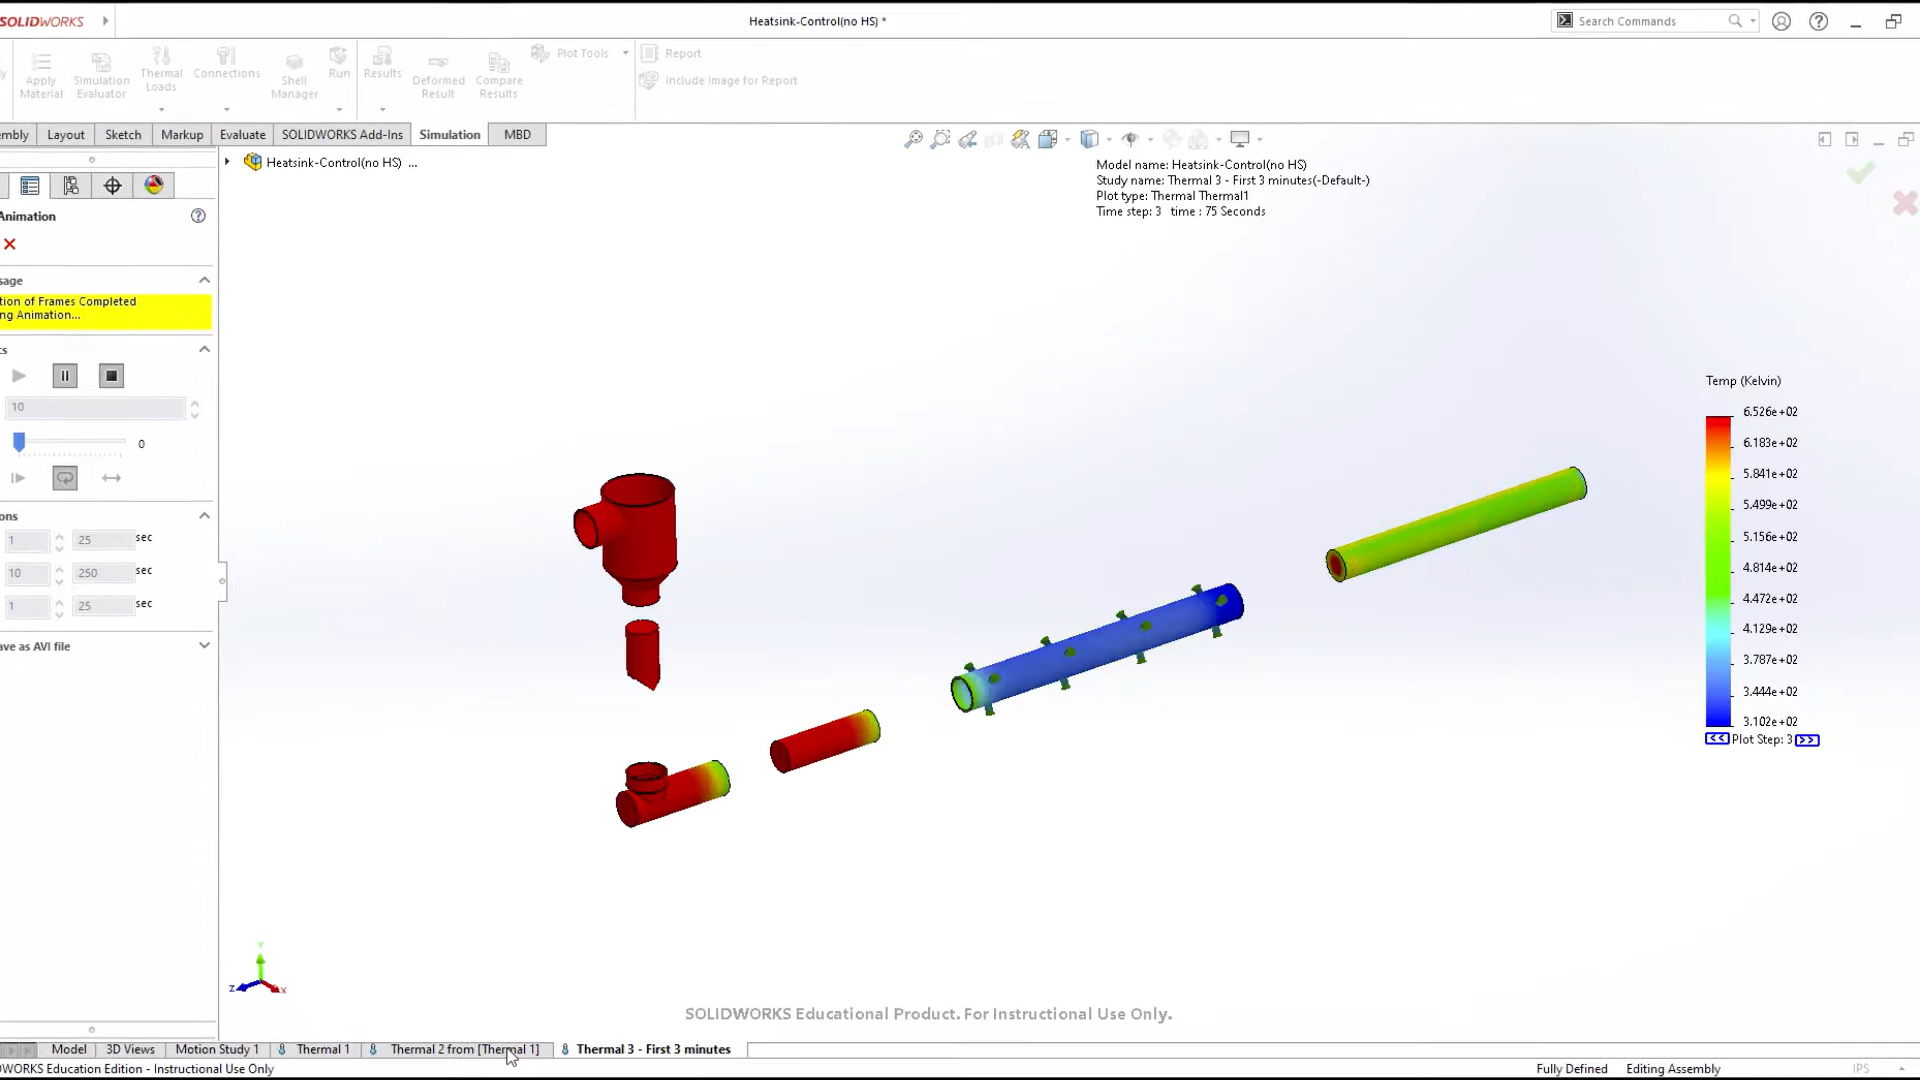 SOLIDWORKS
Heatsink-Control(no HS) *
Search Commands
Apply Material
Simulation Evaluator
Thermal Loads
Connections
Shell Manager
Run
Results
Deformed Result
Compare Results
Plot Tools
Report
Include Image for Report
embly
Layout
Sketch
Markup
Evaluate
SOLIDWORKS Add-Ins
Simulation
MBD
Heatsink-Control(no HS) ...
Model name: Heatsink-Control(no HS)
Study name: Thermal 3 - First 3 minutes(-Default-)
Plot type: Thermal Thermal1
Time step: 3 time : 75 Seconds
Animation
sage
tion of Frames Completed
ng Animation...
cs
10
0
ons
1 25 sec
10 250 sec
1 25 sec
ave as AVI file
Temp (Kelvin)
6.526e+02
6.183e+02
5.841e+02
5.499e+02
5.156e+02
4.814e+02
4.472e+02
4.129e+02
3.787e+02
3.444e+02
3.102e+02
<< Plot Step: 3 >>
Y
Z
X
SOLIDWORKS Educational Product. For Instructional Use Only.
Model
3D Views
Motion Study 1
Thermal 1
Thermal 2 from [Thermal 1]
Thermal 3 - First 3 minutes
WORKS Education Edition - Instructional Use Only
Fully Defined
Editing Assembly
IPS